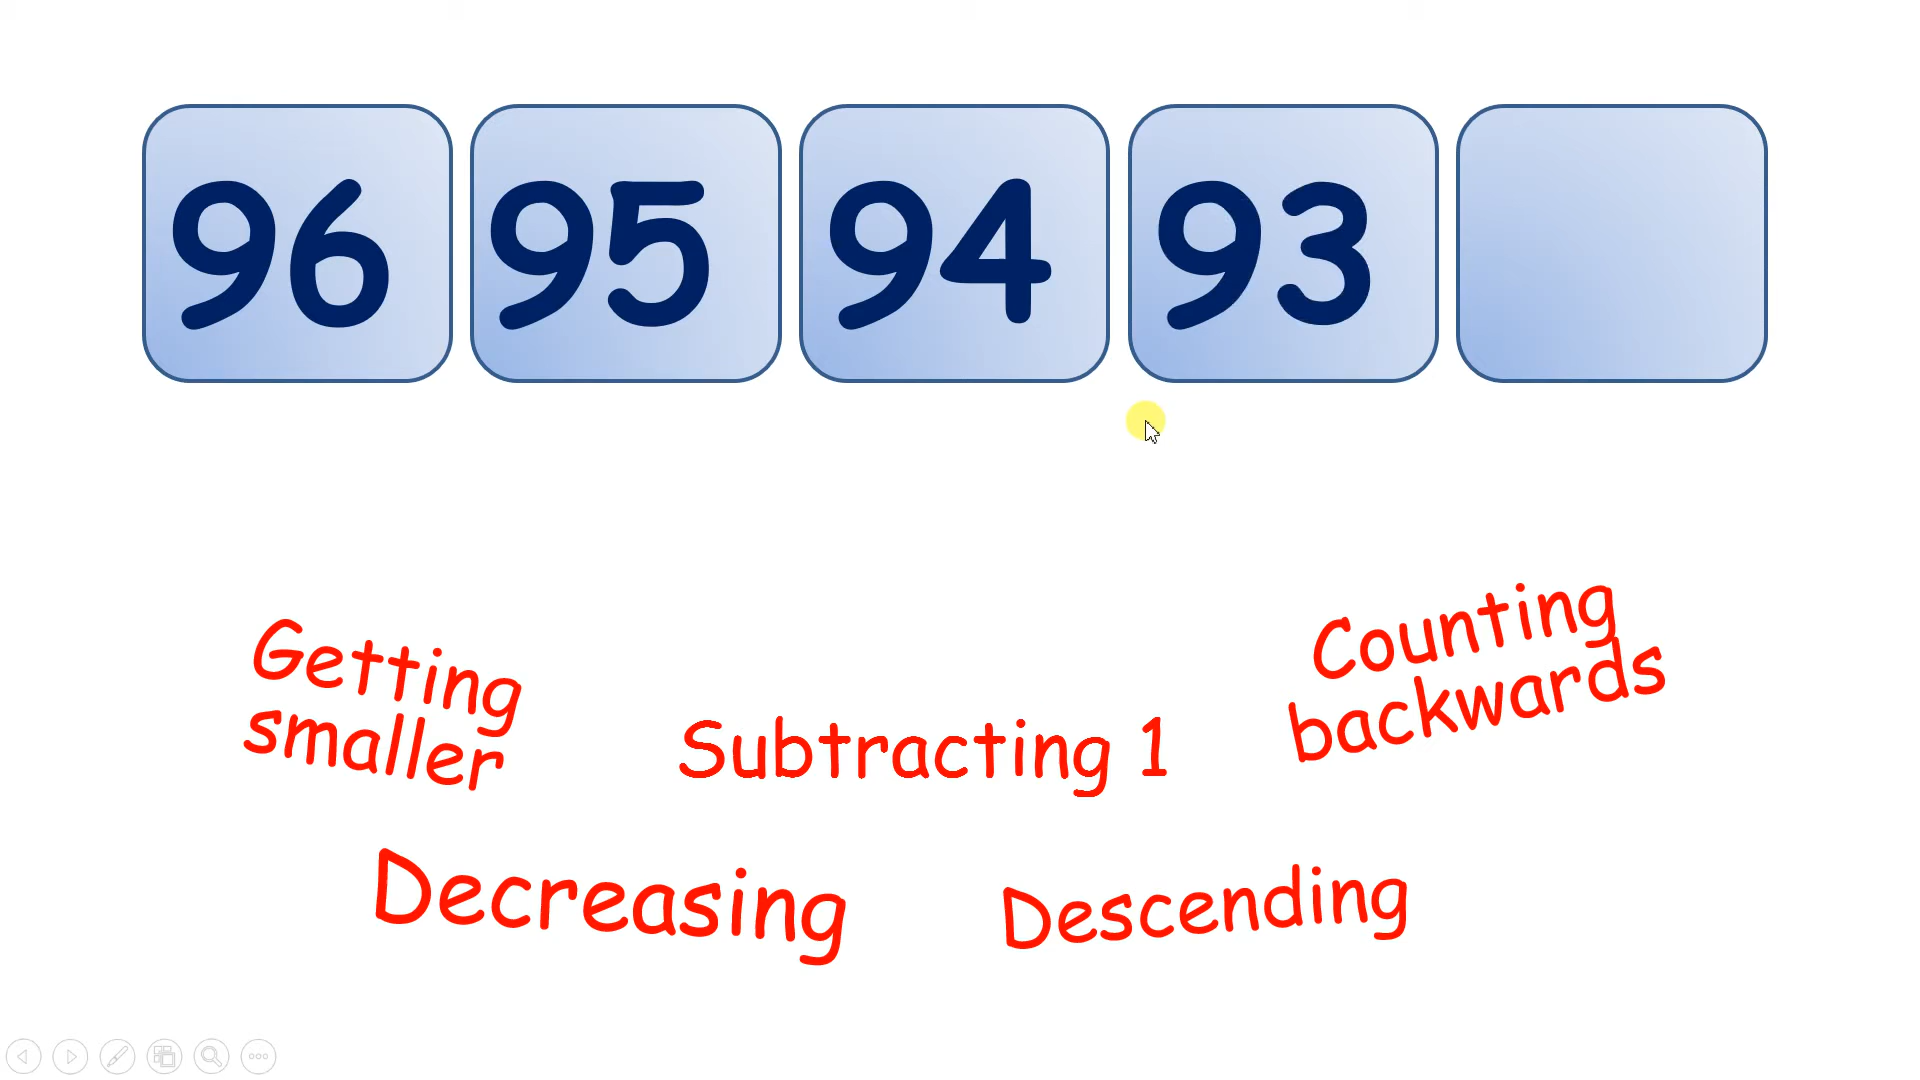 96 95 94 93
Getting
smaller
Subtracting 1
Counting
backwards
Decreasing
Descending